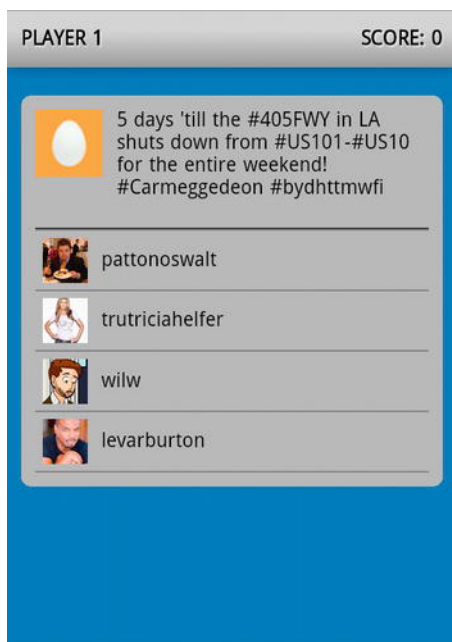 PLAYER 1 SCORE: 0
5 days 'till the #405FWY in LA
shuts down from #US101-#US10
for the entire weekend!
#Carmeggedeon #bydhttmwfi
pattonoswalt
trutriciahelfer
wilw
levarburton